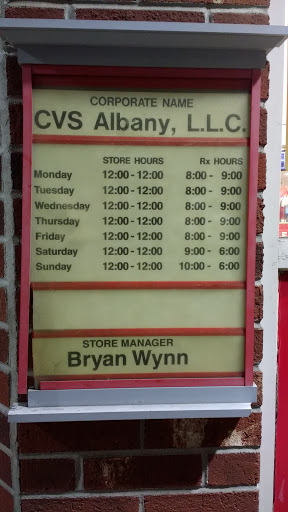 CORPORATE NAME
CVS Albany, L.L.C.
STORE HOURS Rx HOURS
Monday 12:00 - 12:00 8:00 - 9:00
Tuesday 12:00 - 12:00 8:00 - 9:00
Wednesday 12:00 - 12:00 8:00 - 9:00
Thursday 12:00 - 12:00 8:00 - 9:00
Friday 12:00 - 12:00 8:00 - 9:00
Saturday 12:00 - 12:00 9:00 - 6:00
Sunday 12:00 - 12:00 10:00 - 6:00
STORE MANAGER
Bryan Wynn